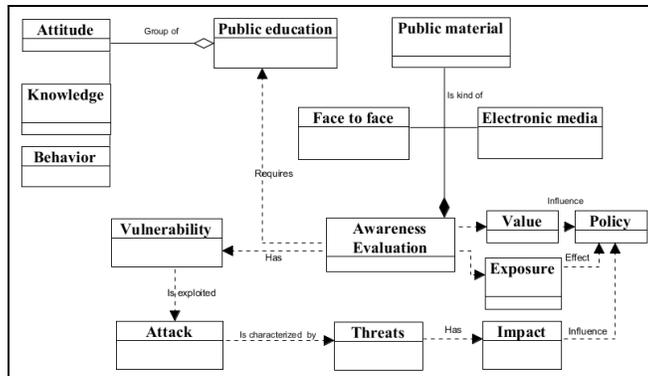 Attitude
Group of
Public education
Public material
Knowledge
Is kind of
Face to face
Electronic media
Behavior
Requires
Influence
Vulnerability
Awareness
Evaluation
Value
Policy
Has
Exposure
Effect
Is exploited
Attack
Is characterized by
Threats
Has
Impact
Influence